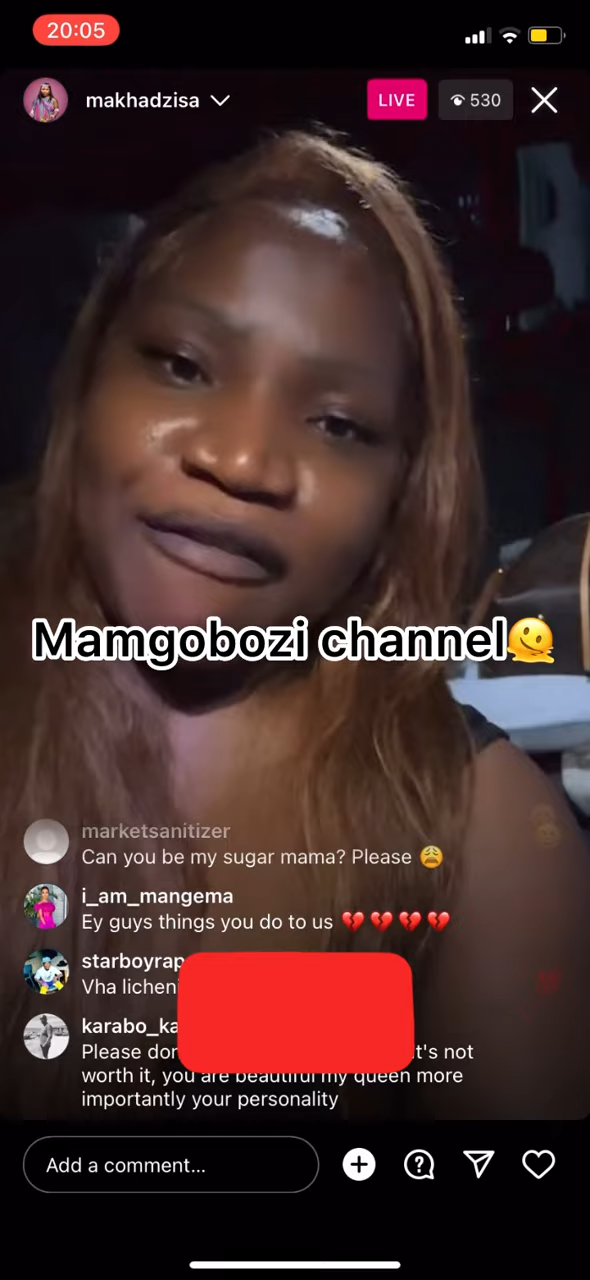 20:05
makhadzisa
LIVE
530
Mamgobozi channel🫠
marketsanitizer
Can you be my sugar mama? Please 😩
i_am_mangema
Ey guys things you do to us 💔 💔 💔 💔
starboyrap
Vha licheni
karabo_ka
Please don t's not
worth it, you are beautiful my queen more
importantly your personality
Add a comment...